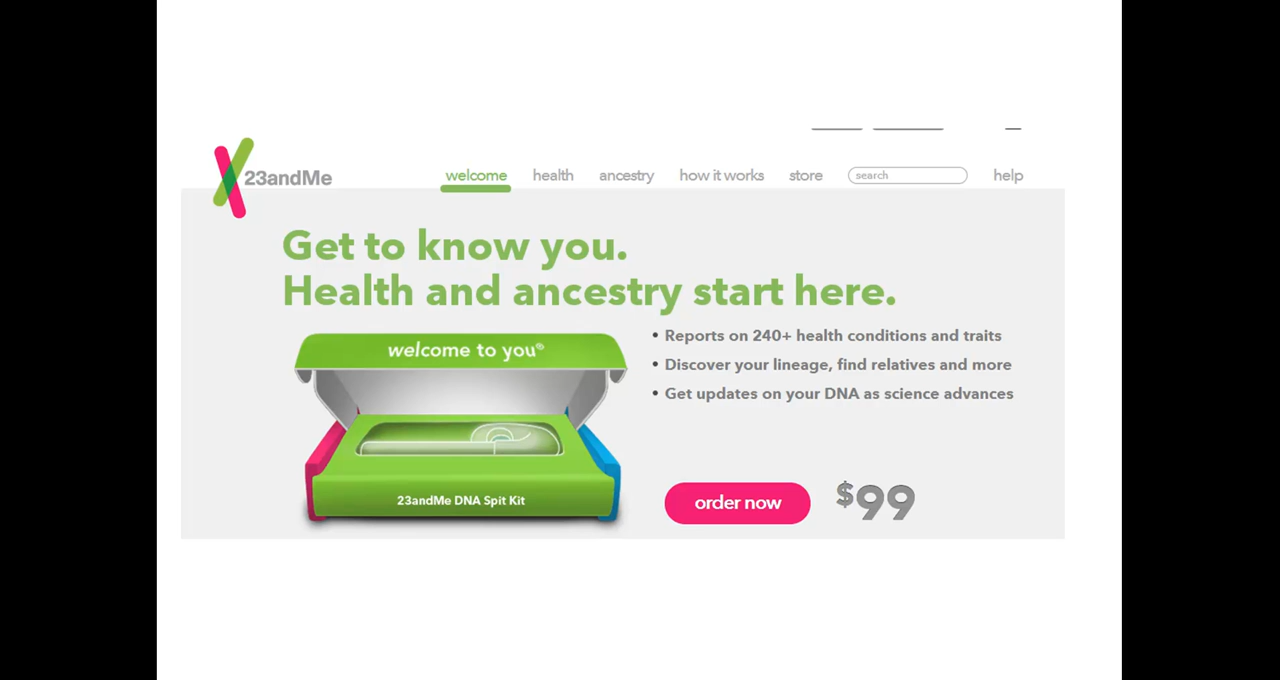 23andMe
welcome health ancestry how it works store search help
Get to know you.
Health and ancestry start here.
welcome to you®
23andMe DNA Spit Kit
• Reports on 240+ health conditions and traits
• Discover your lineage, find relatives and more
• Get updates on your DNA as science advances
order now $99